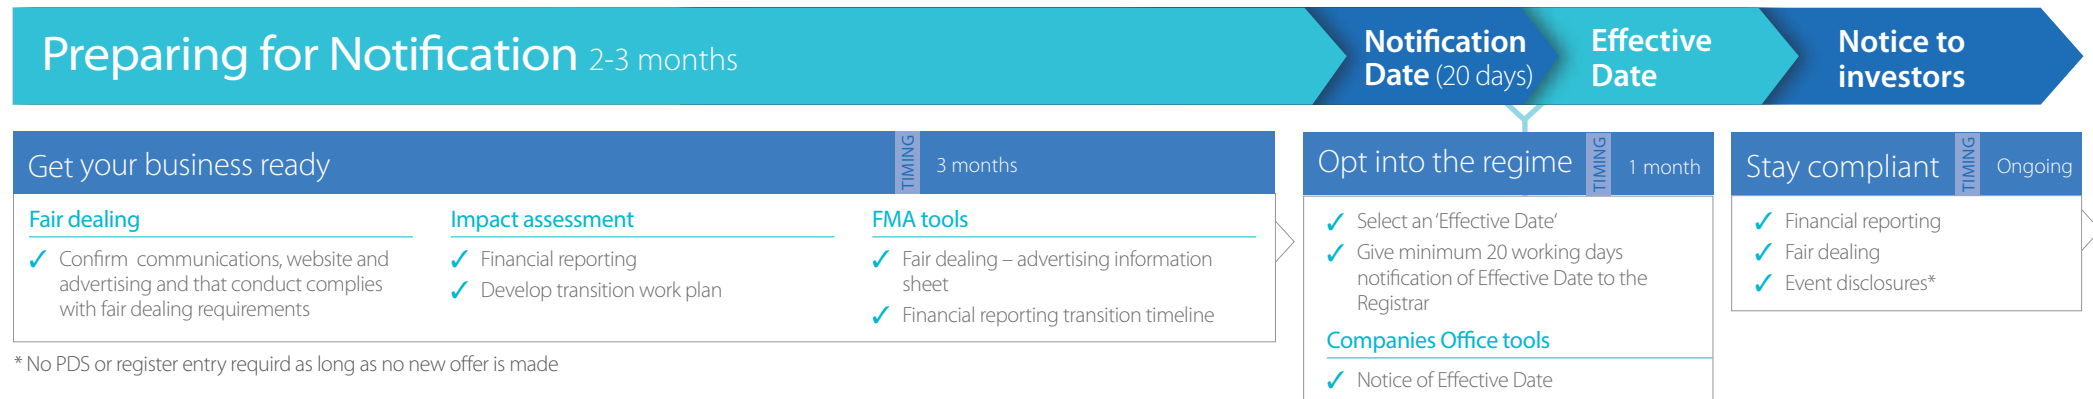 Preparing for Notification 2-3 months
Notification
Date (20 days)
Effective
Date
Notice to
investors
Get your business ready
TIMING
3 months
Fair dealing
✓ Confirm communications, website and
advertising and that conduct complies
with fair dealing requirements
Impact assessment
✓ Financial reporting
✓ Develop transition work plan
FMA tools
✓ Fair dealing – advertising information
sheet
✓ Financial reporting transition timeline
* No PDS or register entry requird as long as no new offer is made
Opt into the regime
TIMING
1 month
✓ Select an ‘Effective Date‘
✓ Give minimum 20 working days
notification of Effective Date to the
Registrar
Companies Office tools
✓ Notice of Effective Date
Stay compliant
TIMING
Ongoing
✓ Financial reporting
✓ Fair dealing
✓ Event disclosures*